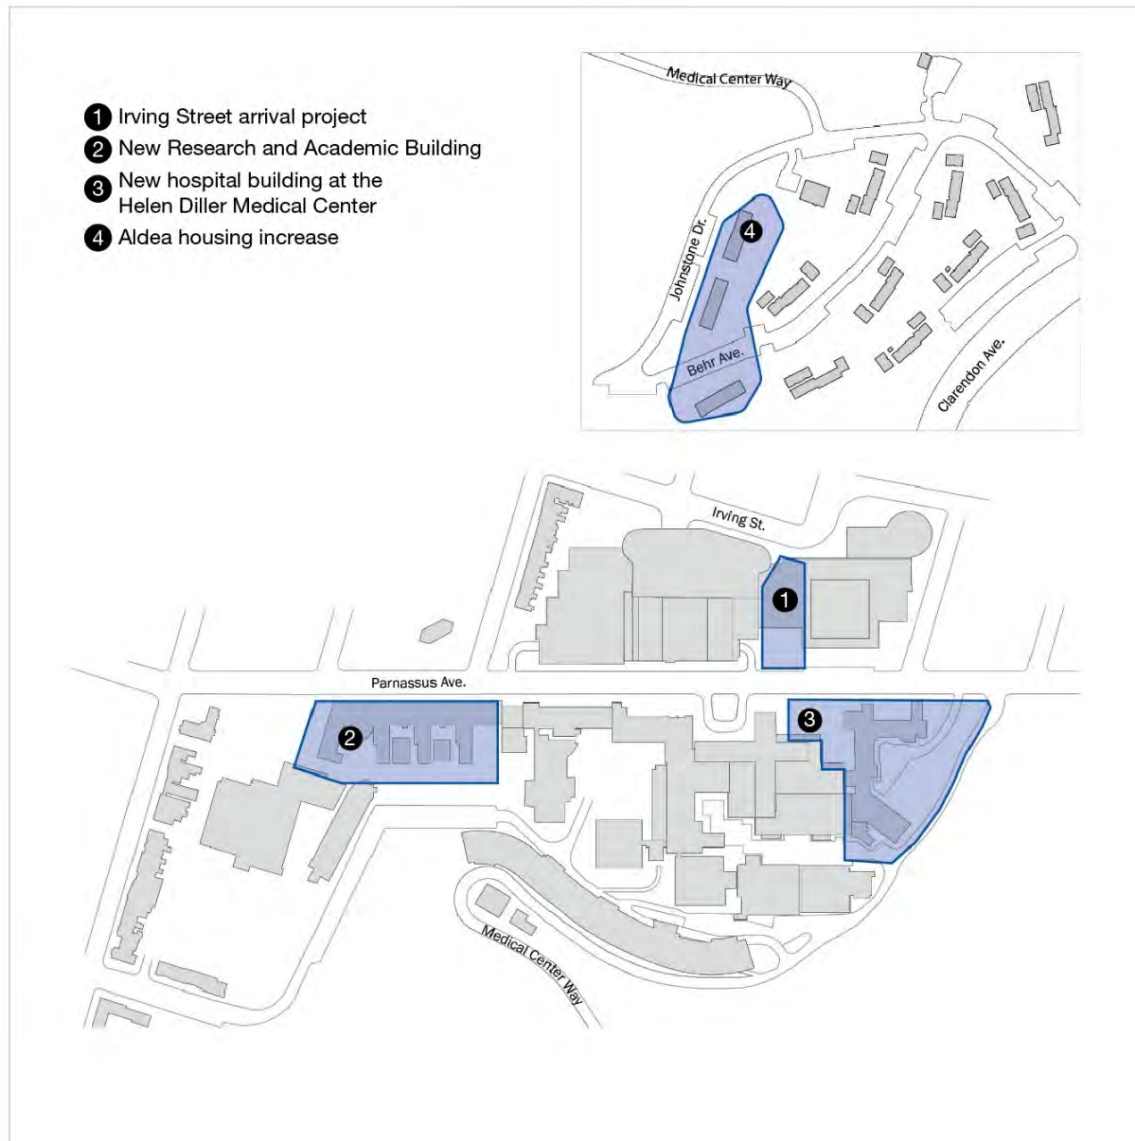 1 Irving Street arrival project
2 New Research and Academic Building
3 New hospital building at the
Helen Diller Medical Center
4 Aldea housing increase
Medical Center Way
4
Johnstone Dr.
Behr Ave.
Clarendon Ave.
Irving St.
1
Parnassus Ave.
2
3
Medical Center Way